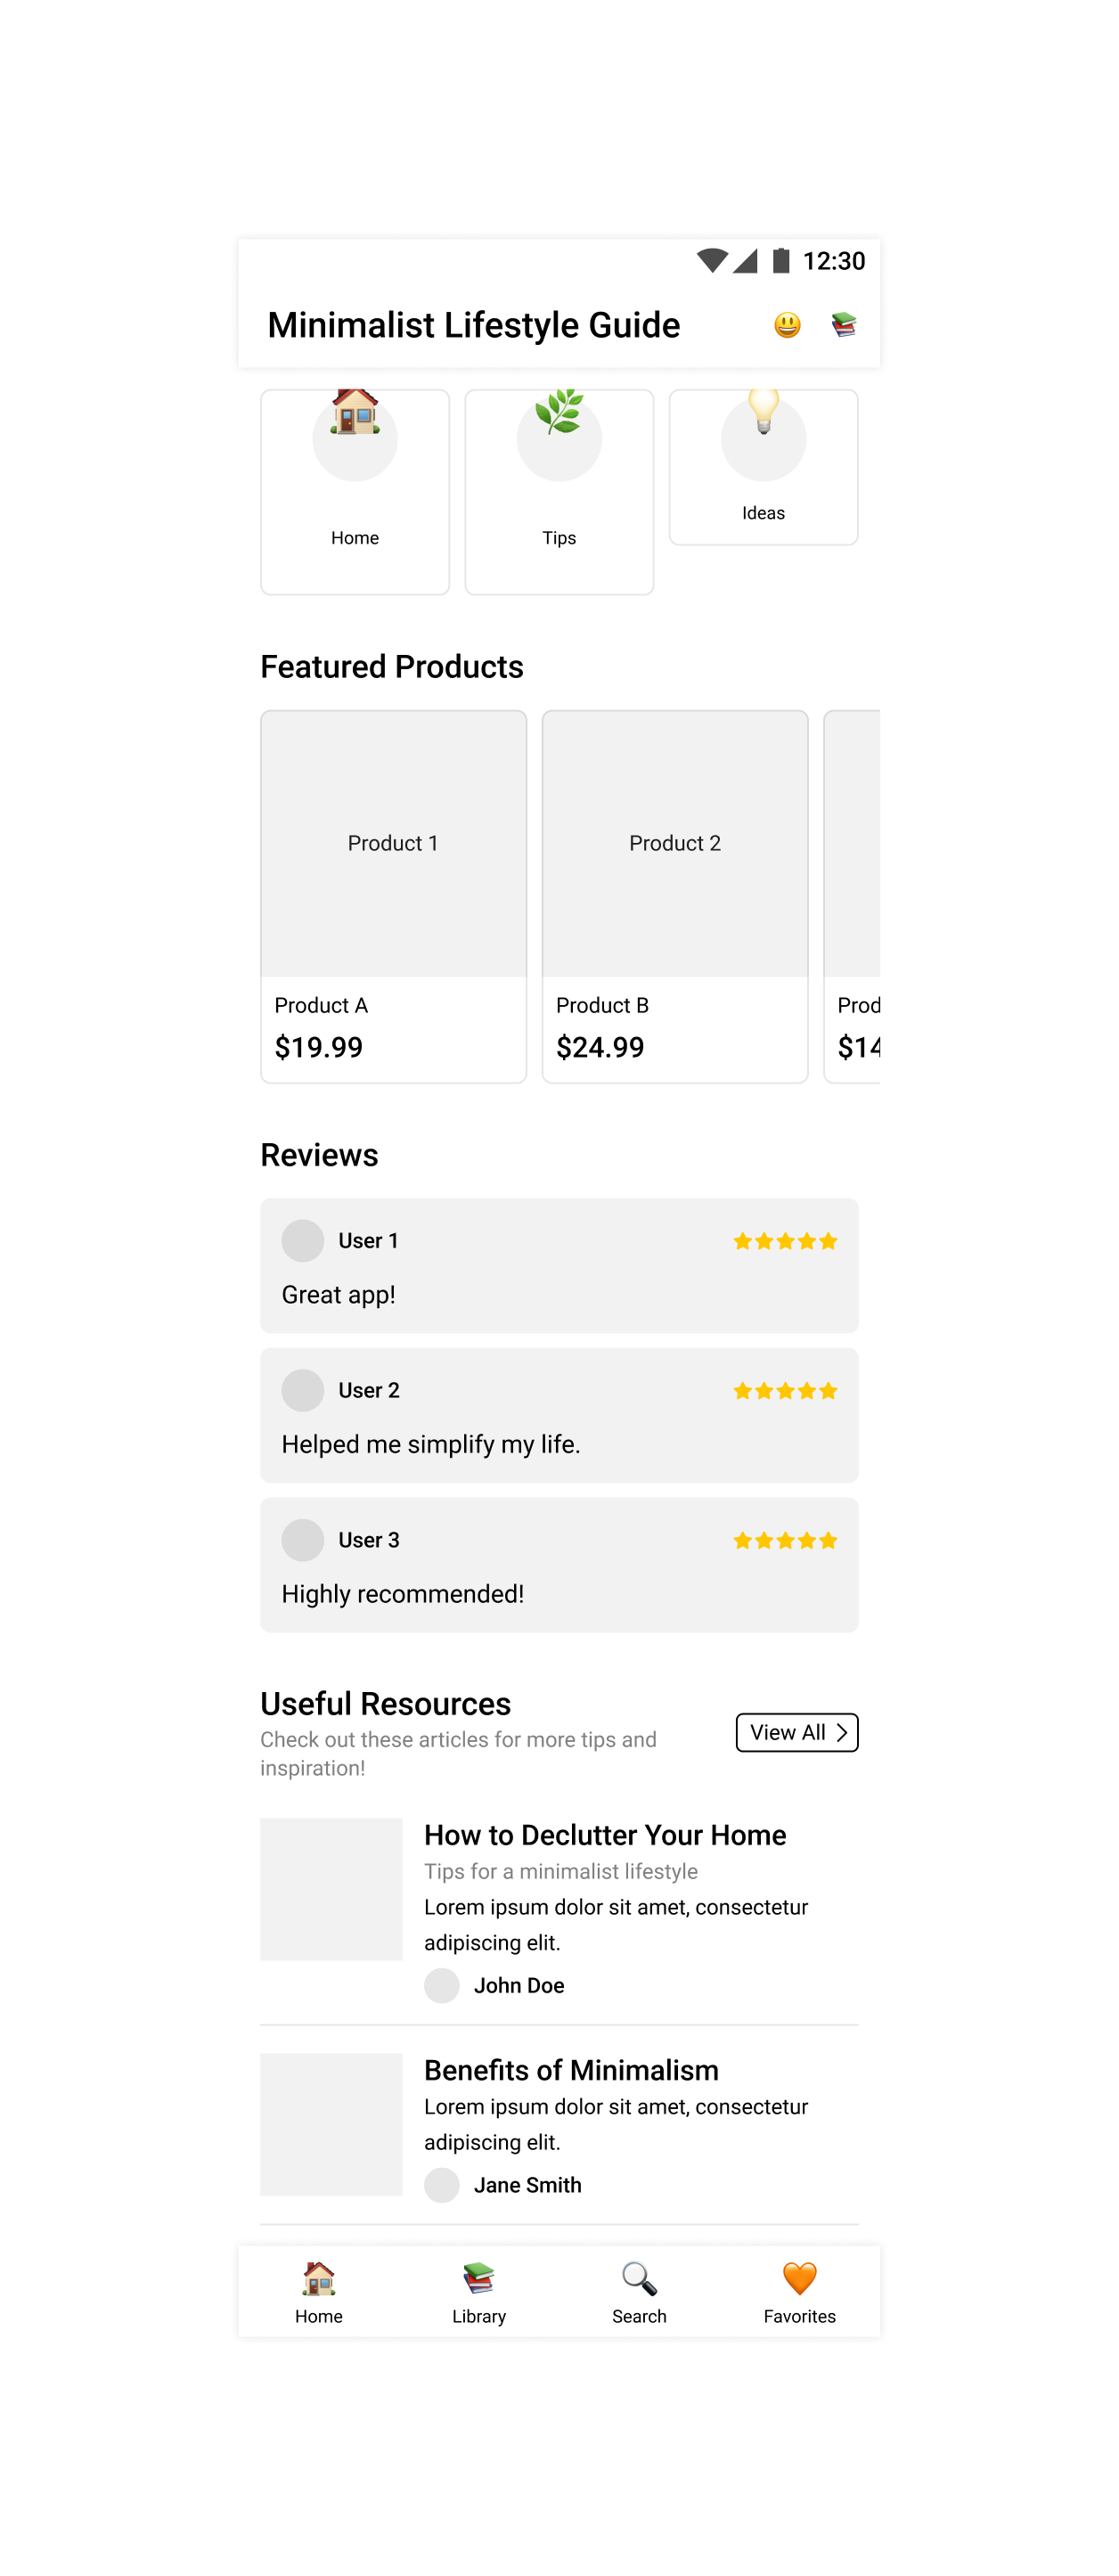 12:30
Minimalist Lifestyle Guide
Home
Tips
Ideas
Featured Products
Product 1
Product 2
Product A
$19.99
Product B
$24.99
Prod
$14
Reviews
User 1
Great app!
User 2
Helped me simplify my life.
User 3
Highly recommended!
Useful Resources
Check out these articles for more tips and
inspiration!
View All
How to Declutter Your Home
Tips for a minimalist lifestyle
Lorem ipsum dolor sit amet, consectetur
adipiscing elit.
John Doe
Benefits of Minimalism
Lorem ipsum dolor sit amet, consectetur
adipiscing elit.
Jane Smith
Home
Library
Search
Favorites